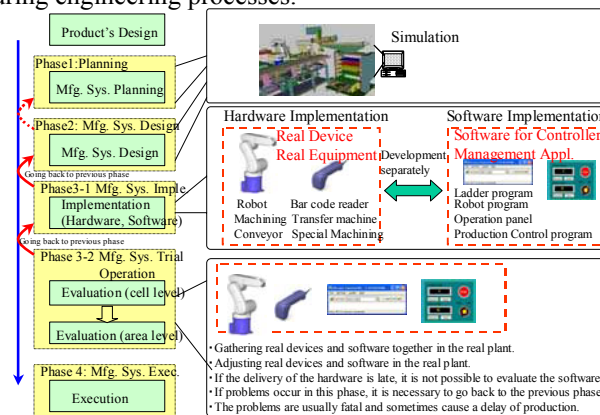 uring engineering processes.
Product's Design
Phase1:Planning
Mfg. Sys. Planning
Phase2: Mfg. Sys. Design
Mfg. Sys. Design
Going back to previous phase
Phase3-1 Mfg. Sys. Imple
Implementation
(Hardware, Software)
Going back to previous phase
Phase 3-2 Mfg. Sys. Trial
Operation
Evaluation (cell level)
Evaluation (area level)
Phase 4: Mfg. Sys. Exec.
Execution
Simulation
Hardware Implementation
Real Device
Real Equipment
Robot
Machining
Conveyor
Bar code reader
Transfer machine
Special Machining
Development
separately
Software Implementation
Software for Controller
Management Appl.
Ladder program
Robot program
Operation panel
Production Control program
・Gathering real devices and software together in the real plant.
・Adjusting real devices and software in the real plant.
・If the delivery of the hardware is late, it is not possible to evaluate the software
・If problems occur in this phase, it is necessary to go back to the previous phase
・The problems are usually fatal and sometimes cause a delay of production.